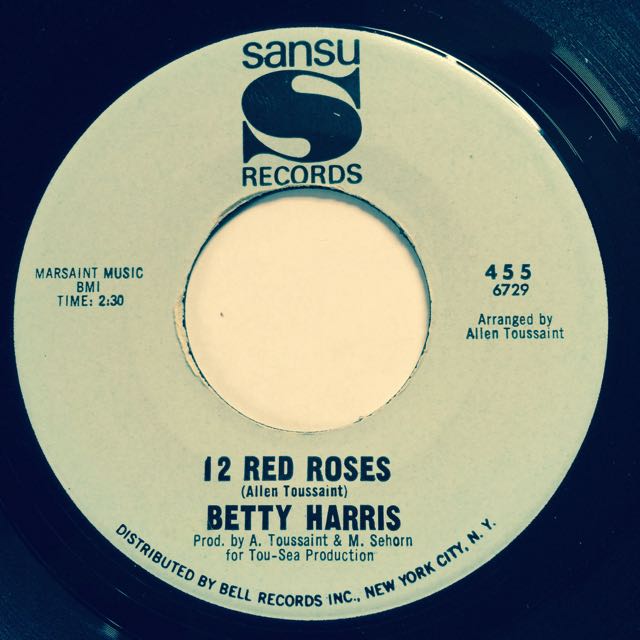 sansu
S
RECORDS
MARSAINT MUSIC
BMI
TIME: 2:30
455
6729
Arranged by
Allen Toussaint
12 RED ROSES
(Allen Toussaint)
BETTY HARRIS
Prod. by A. Toussaint & M. Sehorn
for Tou-Sea Production
DISTRIBUTED BY BELL RECORDS INC., NEW YORK CITY, N. Y.